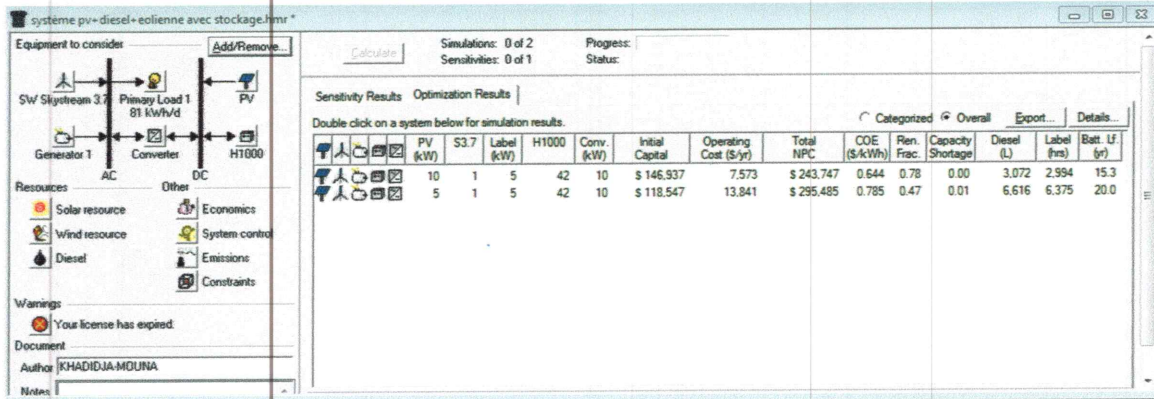 système pv+diesel+eolienne avec stockage.hmr *
Equipment to consider
Add/Remove...
SW Skystream 3.7
Primary Load 1
81 kWh/d
PV
Generator 1
Converter
H1000
AC
DC
Resources
Other
Solar resource
Economics
Wind resource
System control
Diesel
Emissions
Constraints
Warnings
Your license has expired.
Document
Author KHADIDJA-MOUNA
Notes
Calculate
Simulations: 0 of 2
Progress:
Sensitivities: 0 of 1
Status:
Sensitivity Results Optimization Results
Double click on a system below for simulation results.
Categorized Overall Export... Details...
PV (kW) S3.7 Label (kW) H1000 Conv. (kW) Initial Capital Operating Cost ($/yr) Total NPC COE ($/kWh) Ren. Frac. Capacity Shortage Diesel (L) Label (hrs) Batt. Lf. (yr)
10 1 5 42 10 $ 146,937 7,573 $ 243,747 0.644 0.78 0.00 3,072 2,994 15.3
5 1 5 42 10 $ 118,547 13,841 $ 295,485 0.785 0.47 0.01 6,616 6,375 20.0